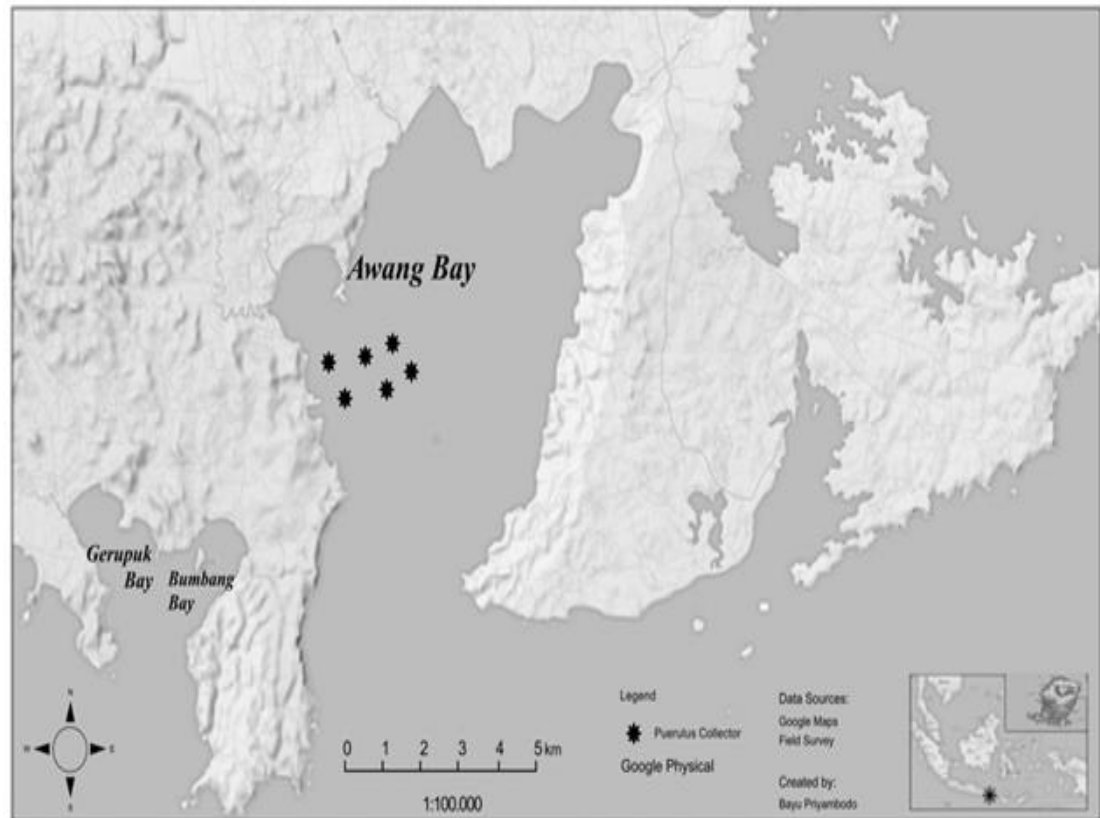 Awang Bay
Gerupuk
Bay
Bumbang
Bay
N
W
E
S
0 1 2 3 4 5 km
1:100.000
Legend
Puerulus Collector
Google Physical
Data Sources:
Google Maps
Field Survey
Created by:
Bayu Priyambodo